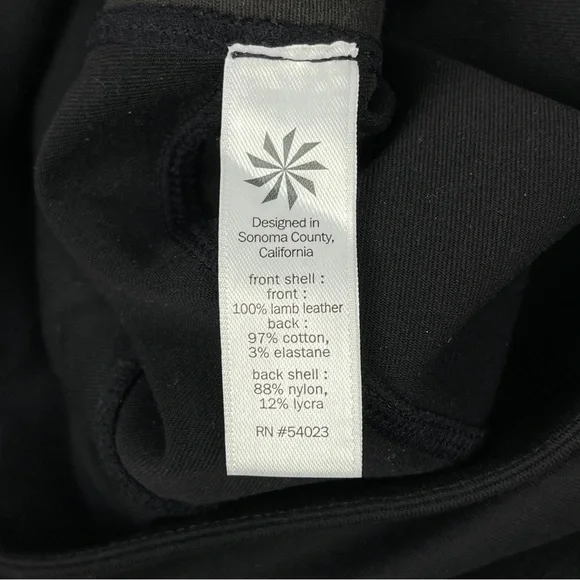 Designed in
Sonoma County,
California
front shell :
front :
100% lamb leather
back :
97% cotton,
3% elastane
back shell :
88% nylon,
12% lycra
RN #54023